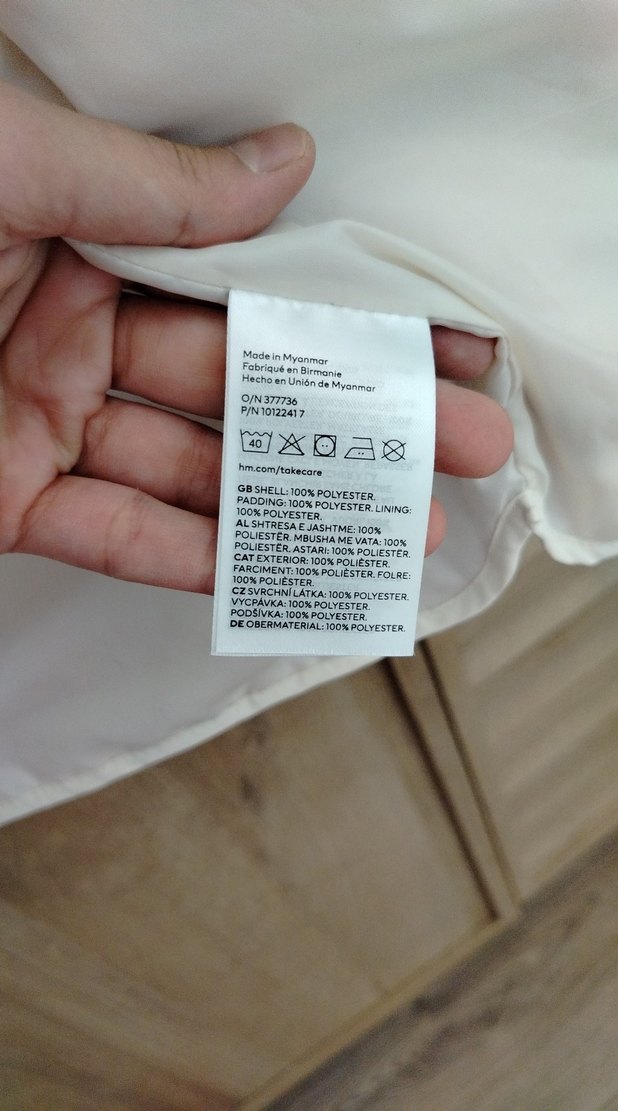 Made in Myanmar
Fabriqué en Birmanie
Hecho en Unión de Myanmar
O/N 377736
P/N 1012241 7
40
hm.com/takecare
GB SHELL: 100% POLYESTER.
PADDING: 100% POLYESTER. LINING:
100% POLYESTER.
AL SHTRESA E JASHTME: 100%
POLIESTËR. MBUSHA ME VATA: 100%
POLIESTËR. ASTARI: 100% POLIESTËR.
CAT EXTERIOR: 100% POLIÈSTER.
FARCIMENT: 100% POLIÈSTER. FOLRE:
100% POLIÈSTER.
CZ SVRCHNÍ LÁTKA: 100% POLYESTER.
VYCPÁVKA: 100% POLYESTER.
PODŠÍVKA: 100% POLYESTER.
DE OBERMATERIAL: 100% POLYESTER.